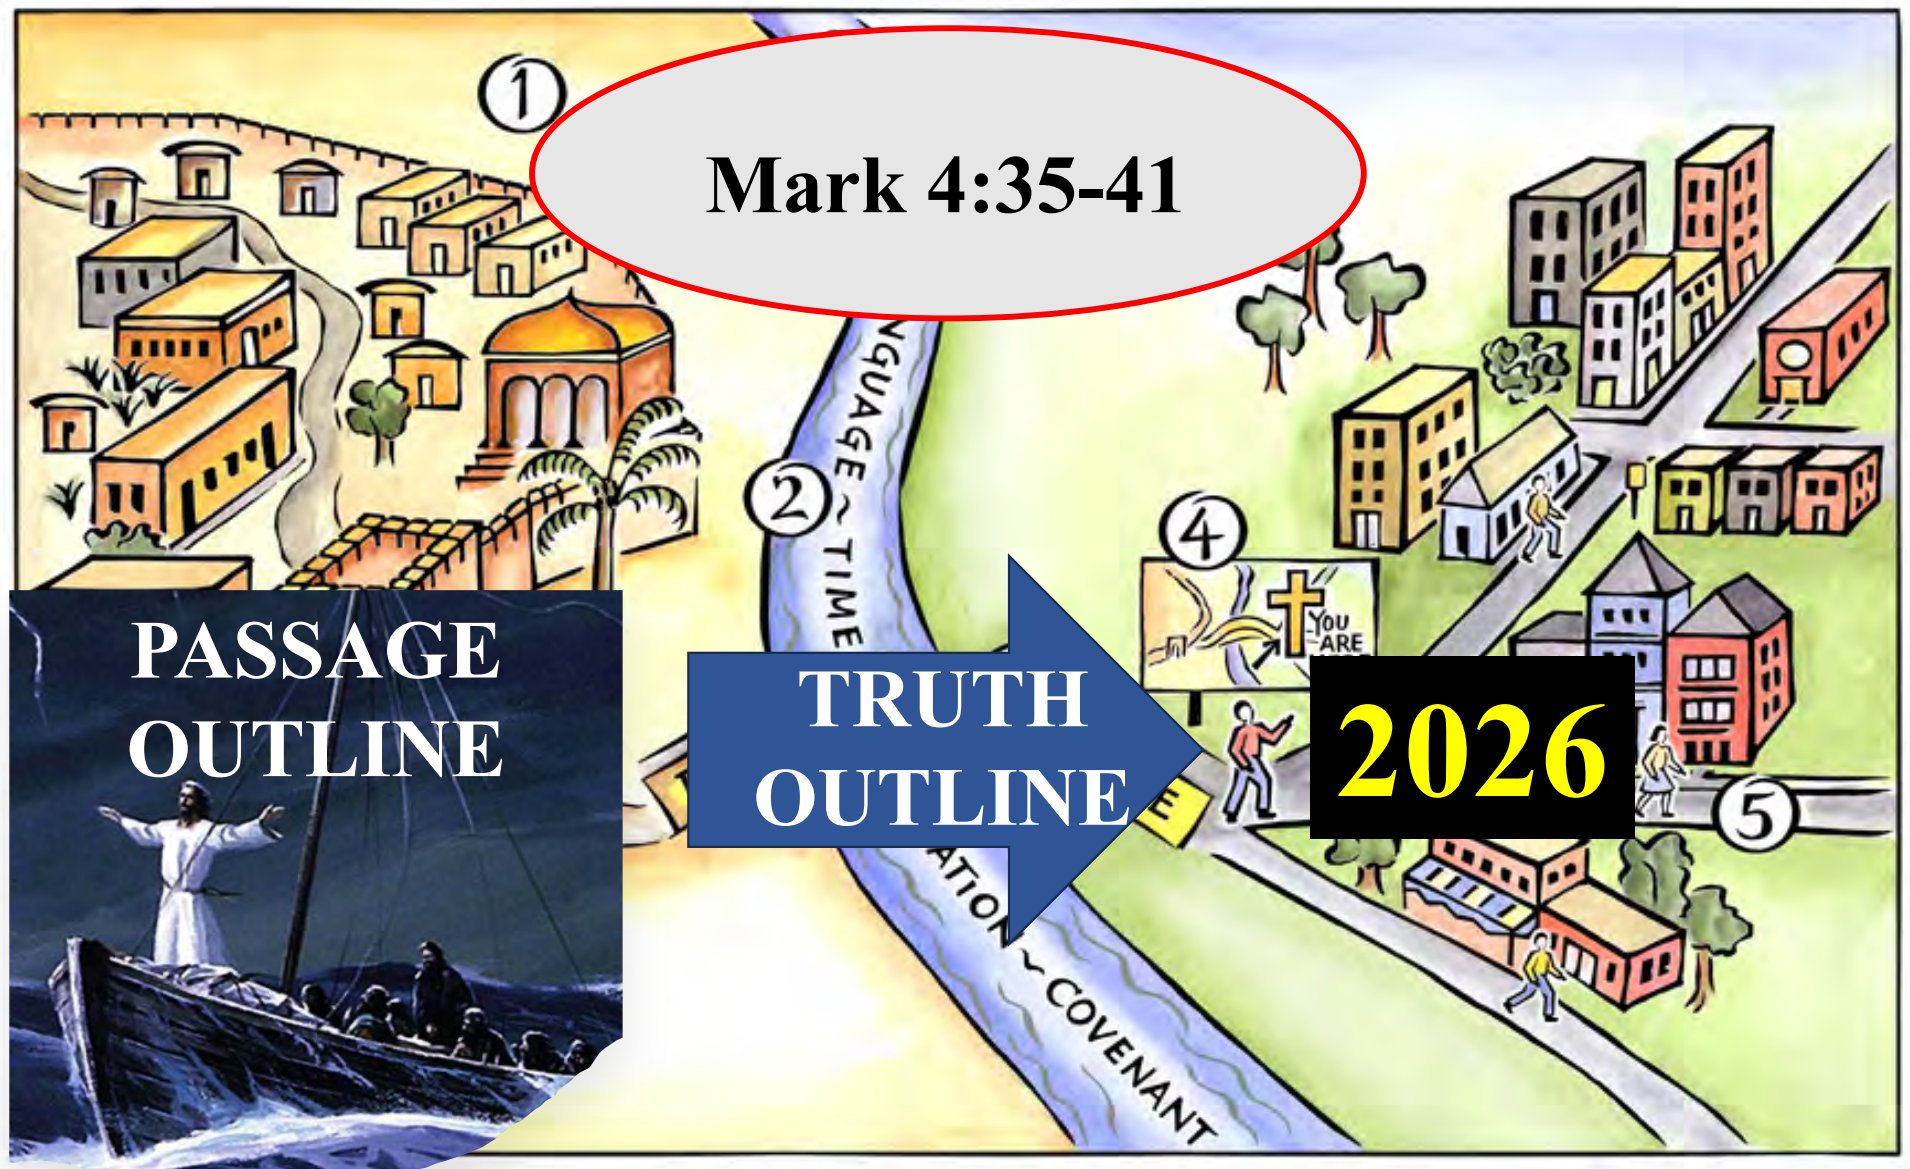 1
Mark 4:35-41
NGUAGE ~ TIME
2
4
YOU
ARE
PASSAGE
OUTLINE
TRUTH
OUTLINE
E
2026
5
ATION ~ COVENANT